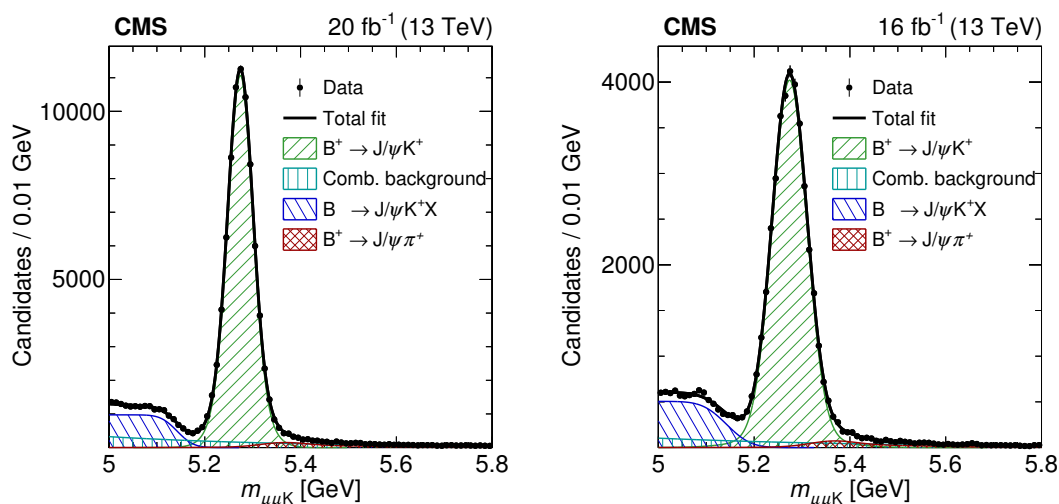 CMS 20 fb⁻¹ (13 TeV)
Candidates / 0.01 GeV
10000
5000
Data
Total fit
B⁺ → J/ψK⁺
Comb. background
B → J/ψK⁺X
B⁺ → J/ψπ⁺
5 5.2 5.4 5.6 5.8
m_μμK [GeV]
CMS 16 fb⁻¹ (13 TeV)
Candidates / 0.01 GeV
4000
2000
Data
Total fit
B⁺ → J/ψK⁺
Comb. background
B → J/ψK⁺X
B⁺ → J/ψπ⁺
5 5.2 5.4 5.6 5.8
m_μμK [GeV]